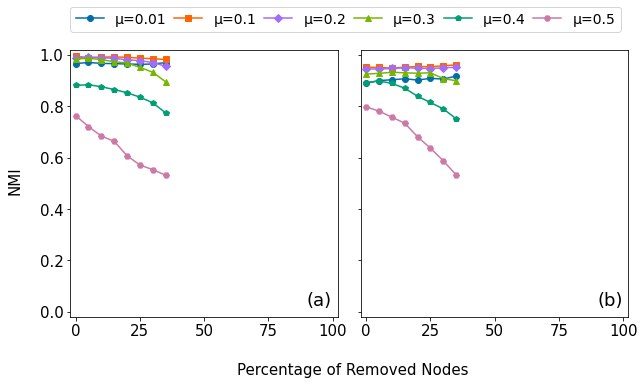 μ=0.01 μ=0.1 μ=0.2 μ=0.3 μ=0.4 μ=0.5
NMI
1.0
0.8
0.6
0.4
0.2
0.0
(a) (b)
0 25 50 75 100 0 25 50 75 100
Percentage of Removed Nodes